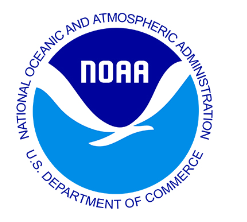 NATIONAL OCEANIC AND ATMOSPHERIC ADMINISTRATION
NOAA
U.S. DEPARTMENT OF COMMERCE